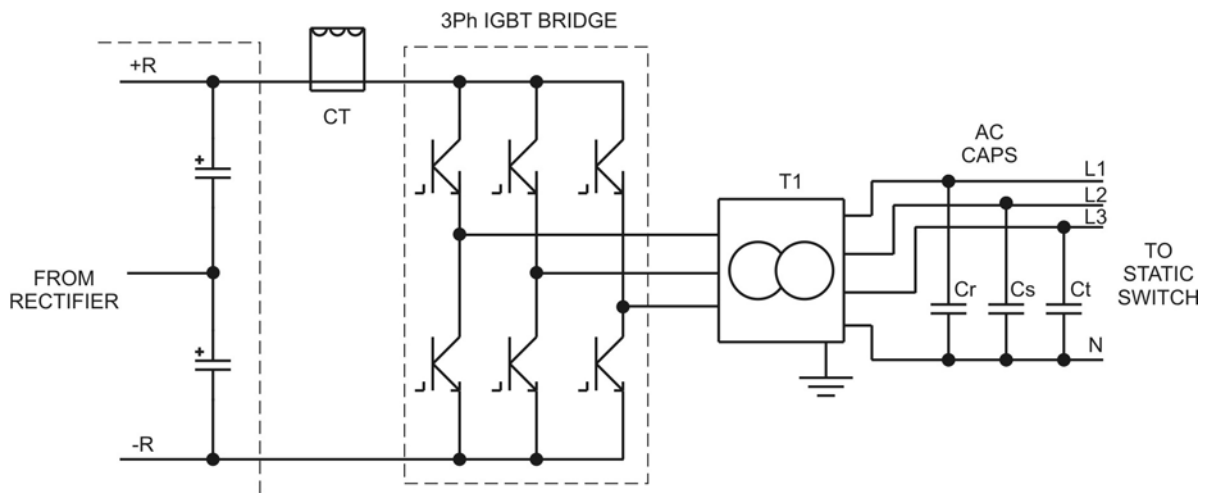 3Ph IGBT BRIDGE
+R
CT
AC
CAPS
T1
L1
L2
L3
FROM
RECTIFIER
TO
STATIC
SWITCH
+
+
Cr
Cs
Ct
N
-R